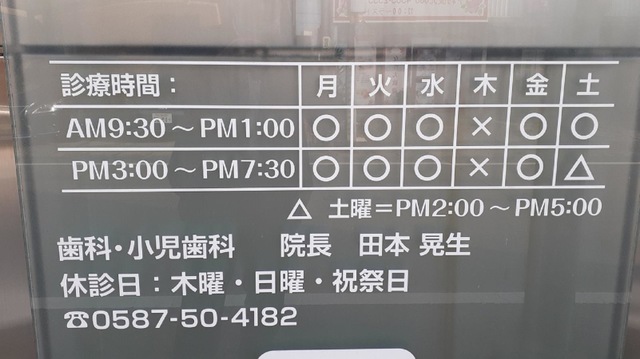 診療時間： 月 火 水 木 金 土
AM9:30～PM1:00 ○ ○ ○ × ○ ○
PM3:00～PM7:30 ○ ○ ○ × ○ △
△ 土曜＝PM2:00～PM5:00
歯科・小児歯科 院長 田本 晃生
休診日：木曜・日曜・祝祭日
☎0587-50-4182